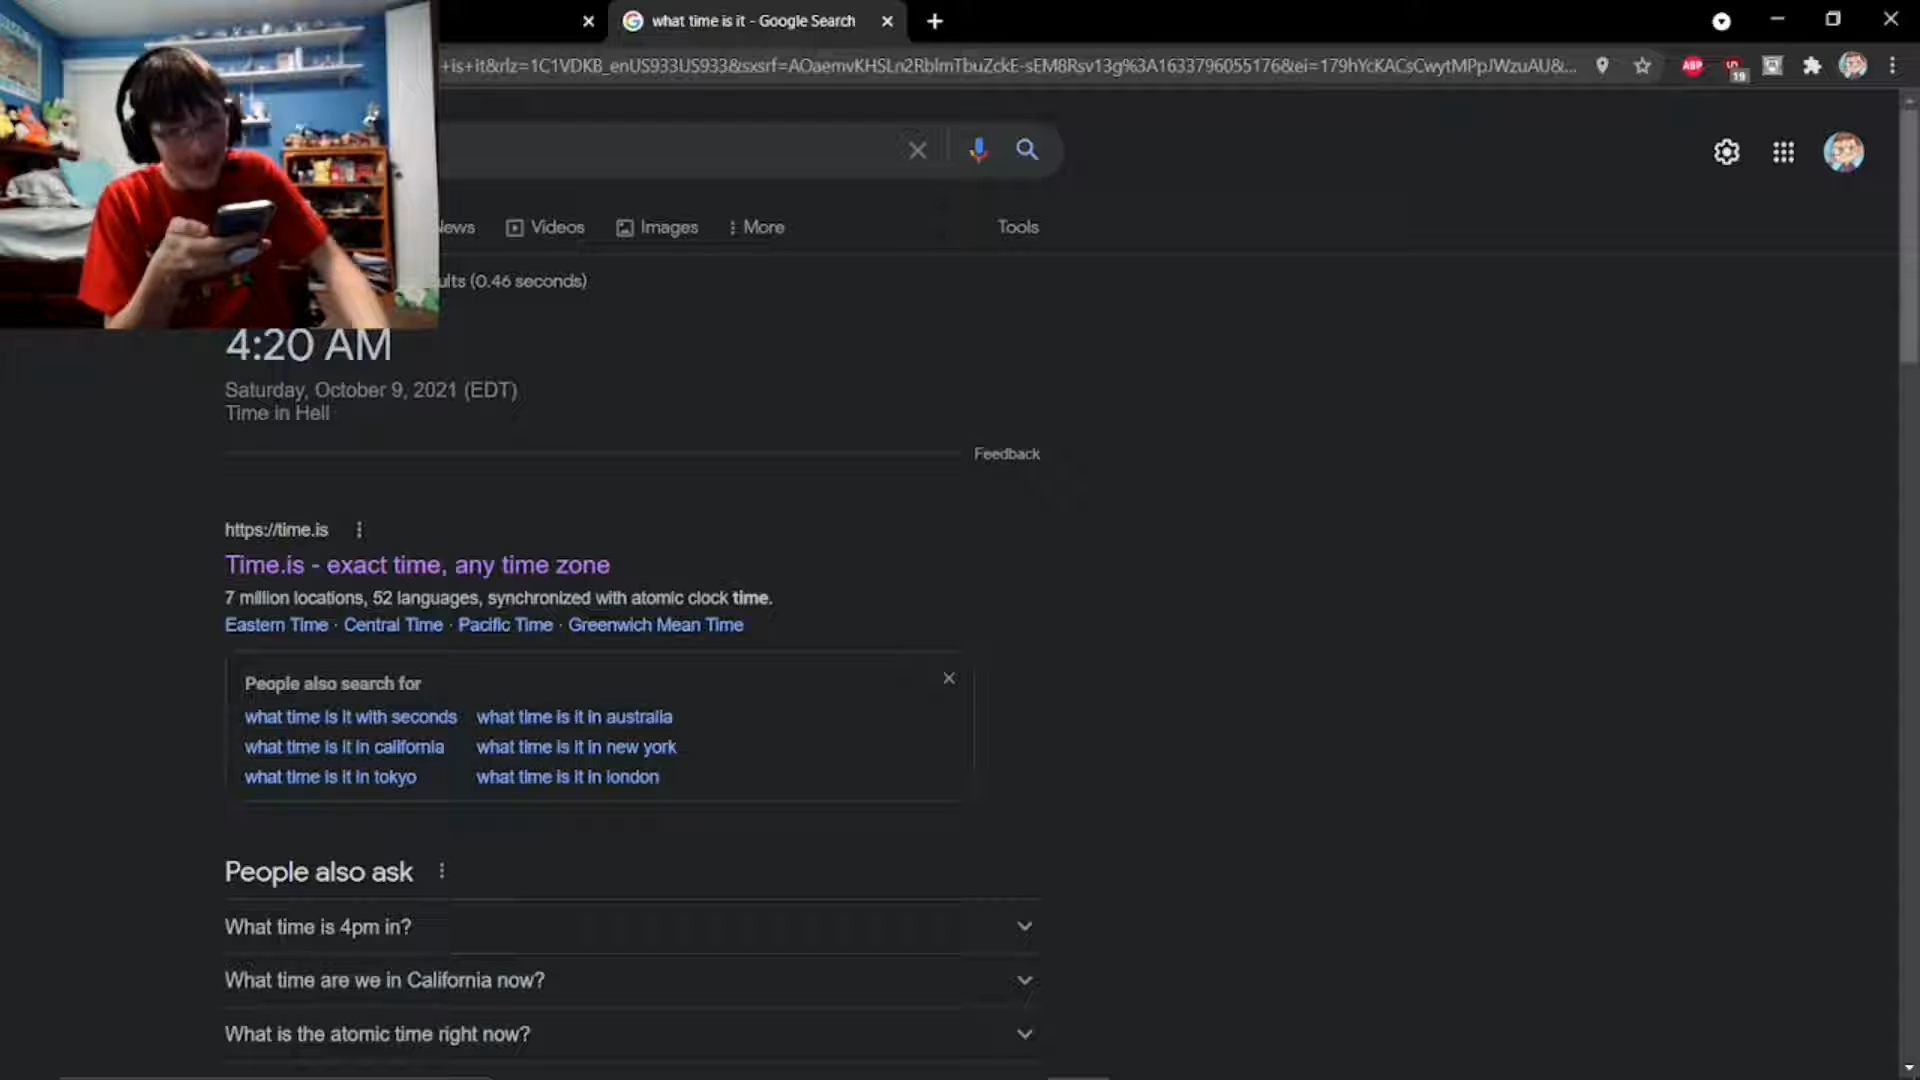 what time is it - Google Search
+is+it&rlz=1C1VDKB_enUS933US933&sxsrf=AOaemvKHSLn2RblmTbuZckE-sEM8Rsv13g%3A1633796055176&ei=179hYcKACsCwytMPpJWzuAU&...
ABP
19
News
Videos
Images
More
Tools
ults (0.46 seconds)
4:20 AM
Saturday, October 9, 2021 (EDT)
Time in Hell
Feedback
https://time.is
Time.is - exact time, any time zone
7 million locations, 52 languages, synchronized with atomic clock time.
Eastern Time · Central Time · Pacific Time · Greenwich Mean Time
People also search for
what time is it with seconds what time is it in australia
what time is it in california what time is it in new york
what time is it in tokyo what time is it in london
People also ask
What time is 4pm in?
What time are we in California now?
What is the atomic time right now?